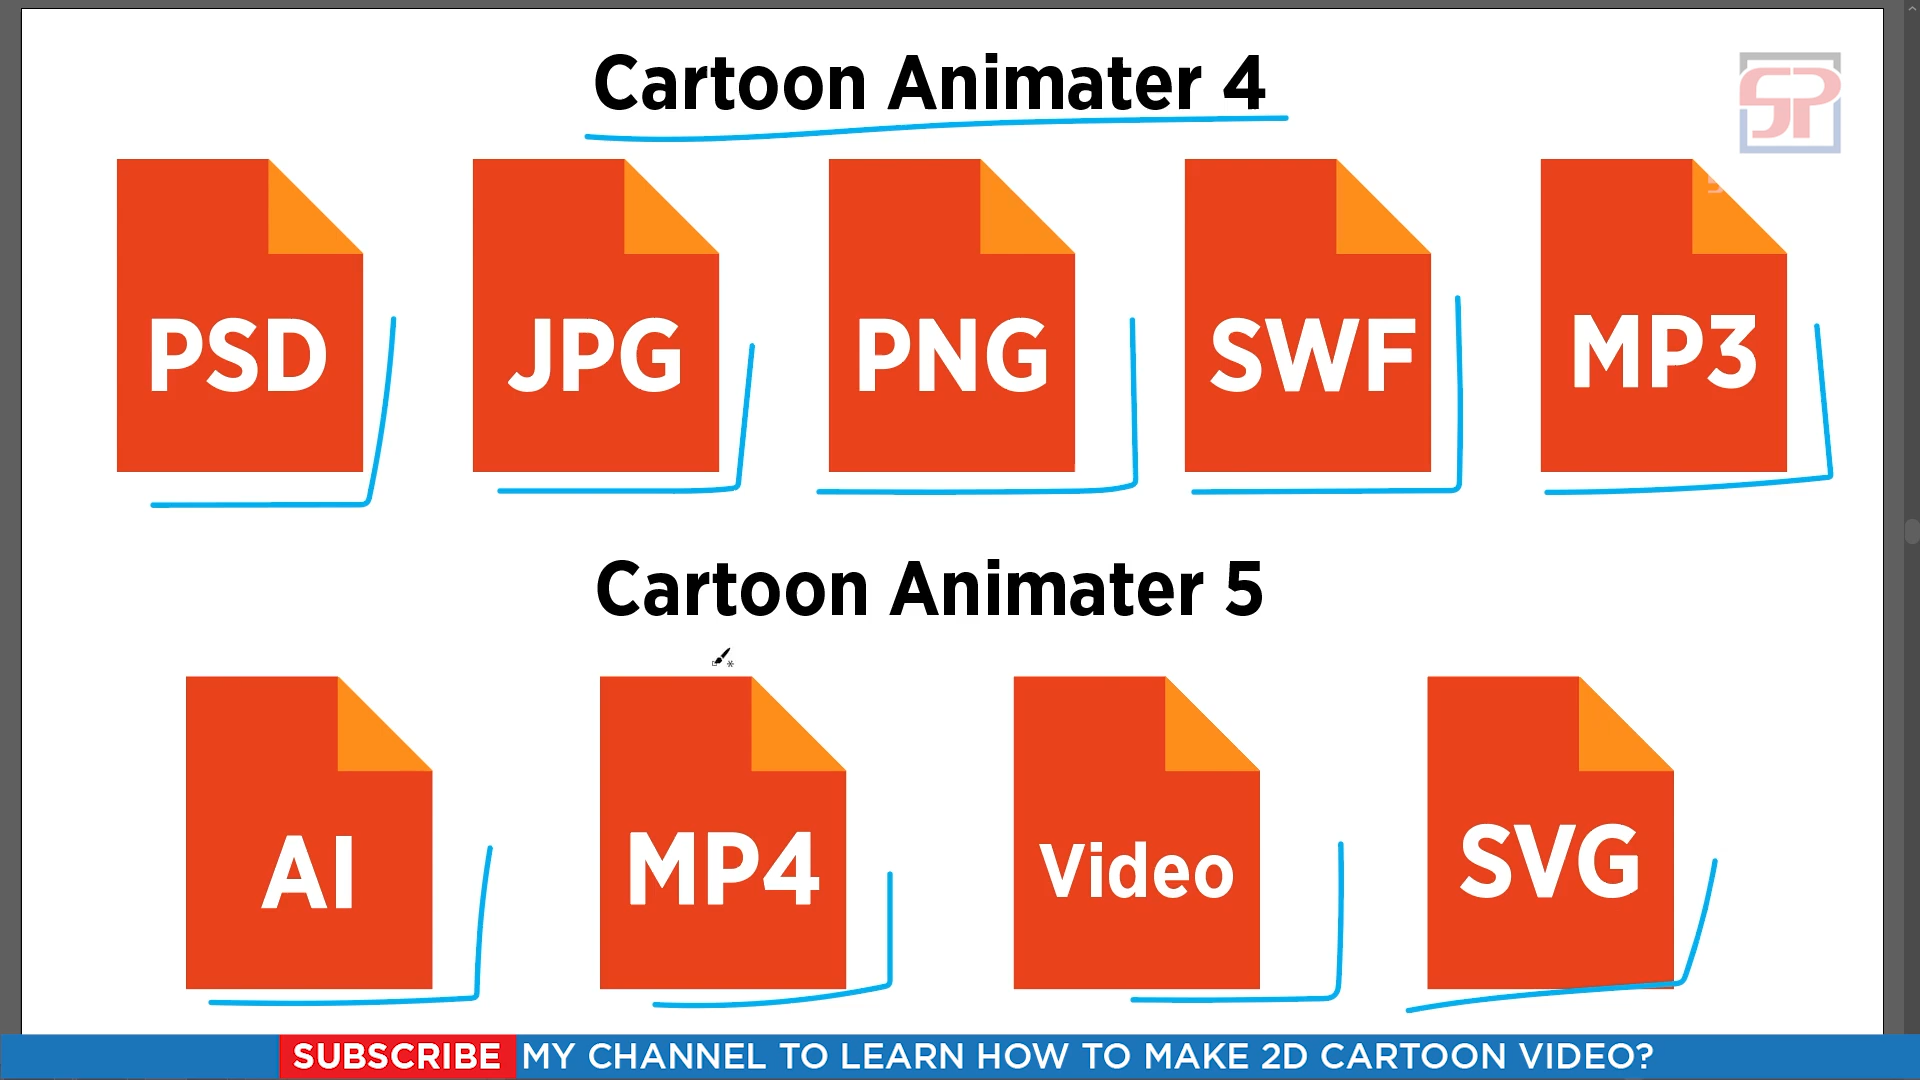 Cartoon Animater 4
SP
PSD JPG PNG SWF MP3
Cartoon Animater 5
AI MP4 Video SVG
SUBSCRIBE MY CHANNEL TO LEARN HOW TO MAKE 2D CARTOON VIDEO?